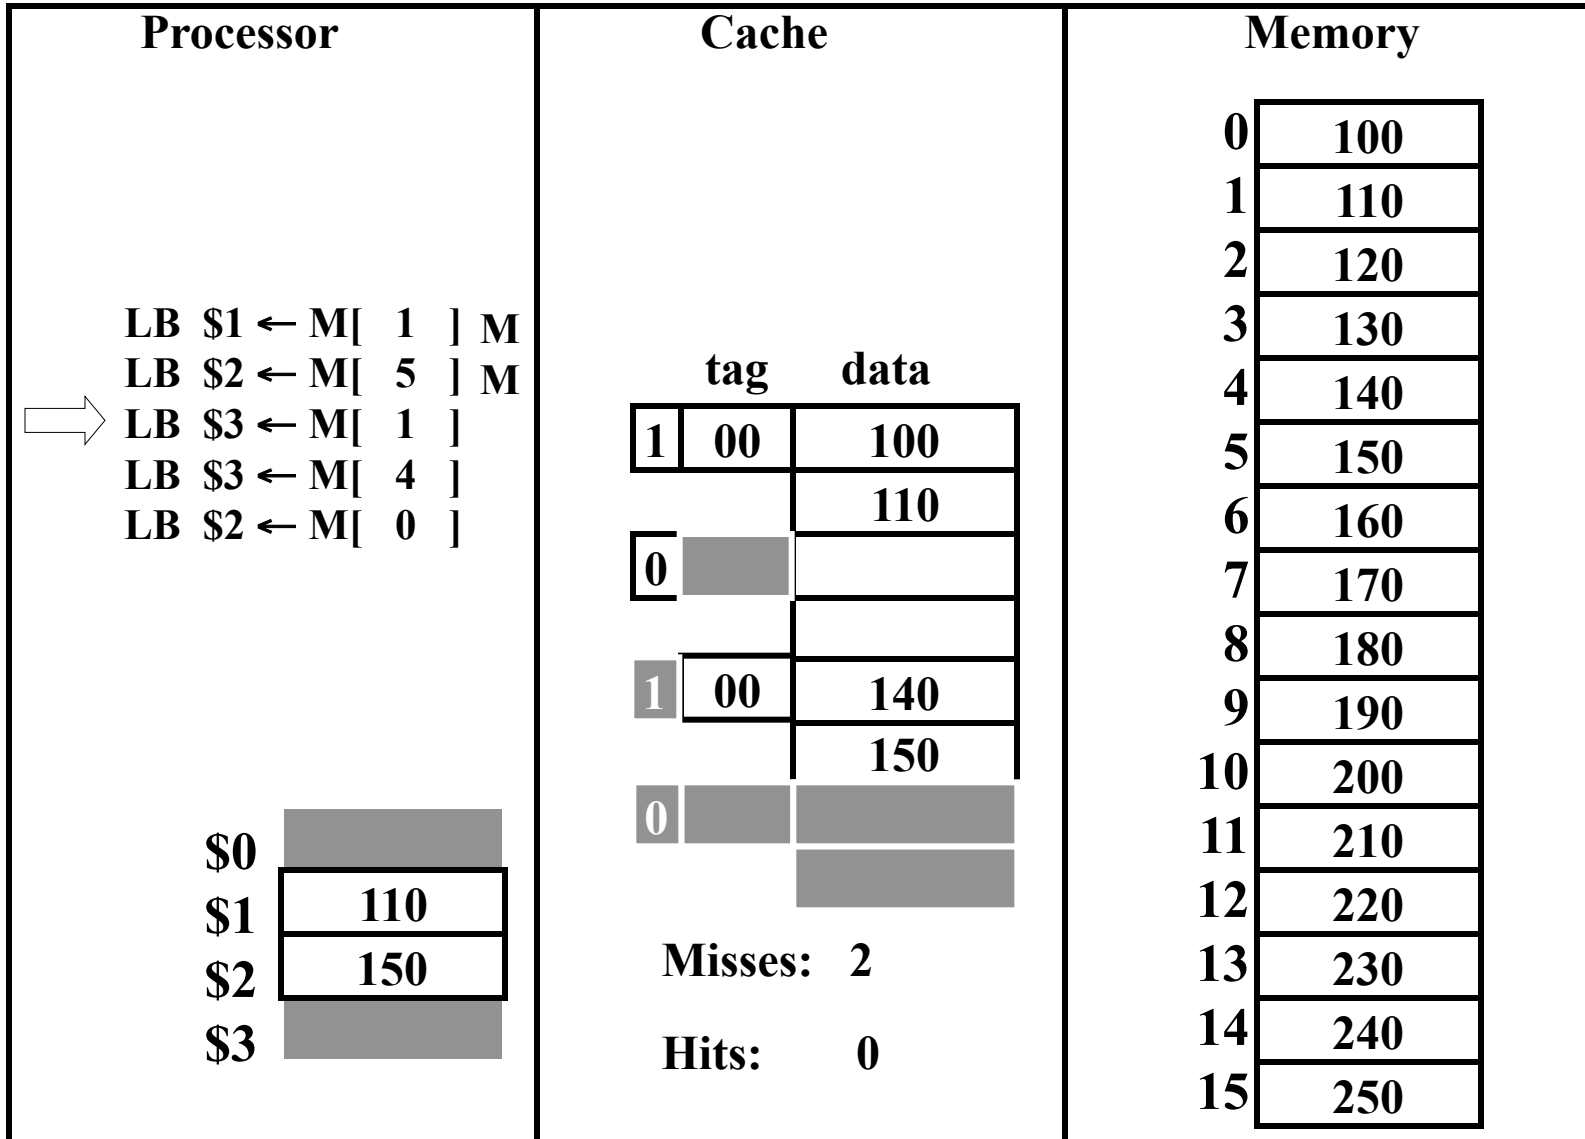 Processor
LB $1 ← M[ 1 ] M
LB $2 ← M[ 5 ] M
LB $3 ← M[ 1 ]
LB $3 ← M[ 4 ]
LB $2 ← M[ 0 ]
$0
$1 110
$2 150
$3
Cache
tag data
1 00 100
110
0
1 00 140
150
0
Misses: 2
Hits: 0
Memory
0 100
1 110
2 120
3 130
4 140
5 150
6 160
7 170
8 180
9 190
10 200
11 210
12 220
13 230
14 240
15 250